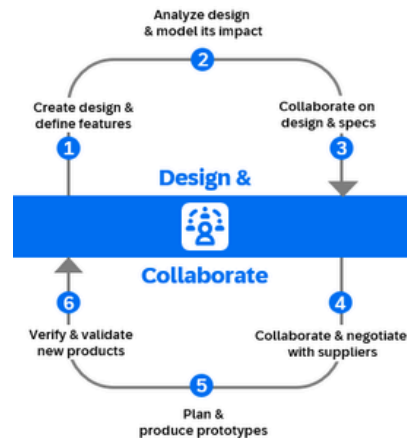 Analyze design
& model its impact
2
Create design &
define features
1
Collaborate on
design & specs
3
Design &
Collaborate
6
Verify & validate
new products
4
Collaborate & negotiate
with suppliers
5
Plan &
produce prototypes